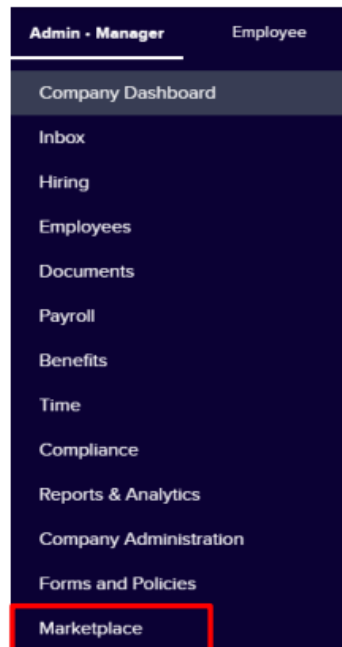 Admin • Manager Employee
Company Dashboard
Inbox
Hiring
Employees
Documents
Payroll
Benefits
Time
Compliance
Reports & Analytics
Company Administration
Forms and Policies
Marketplace